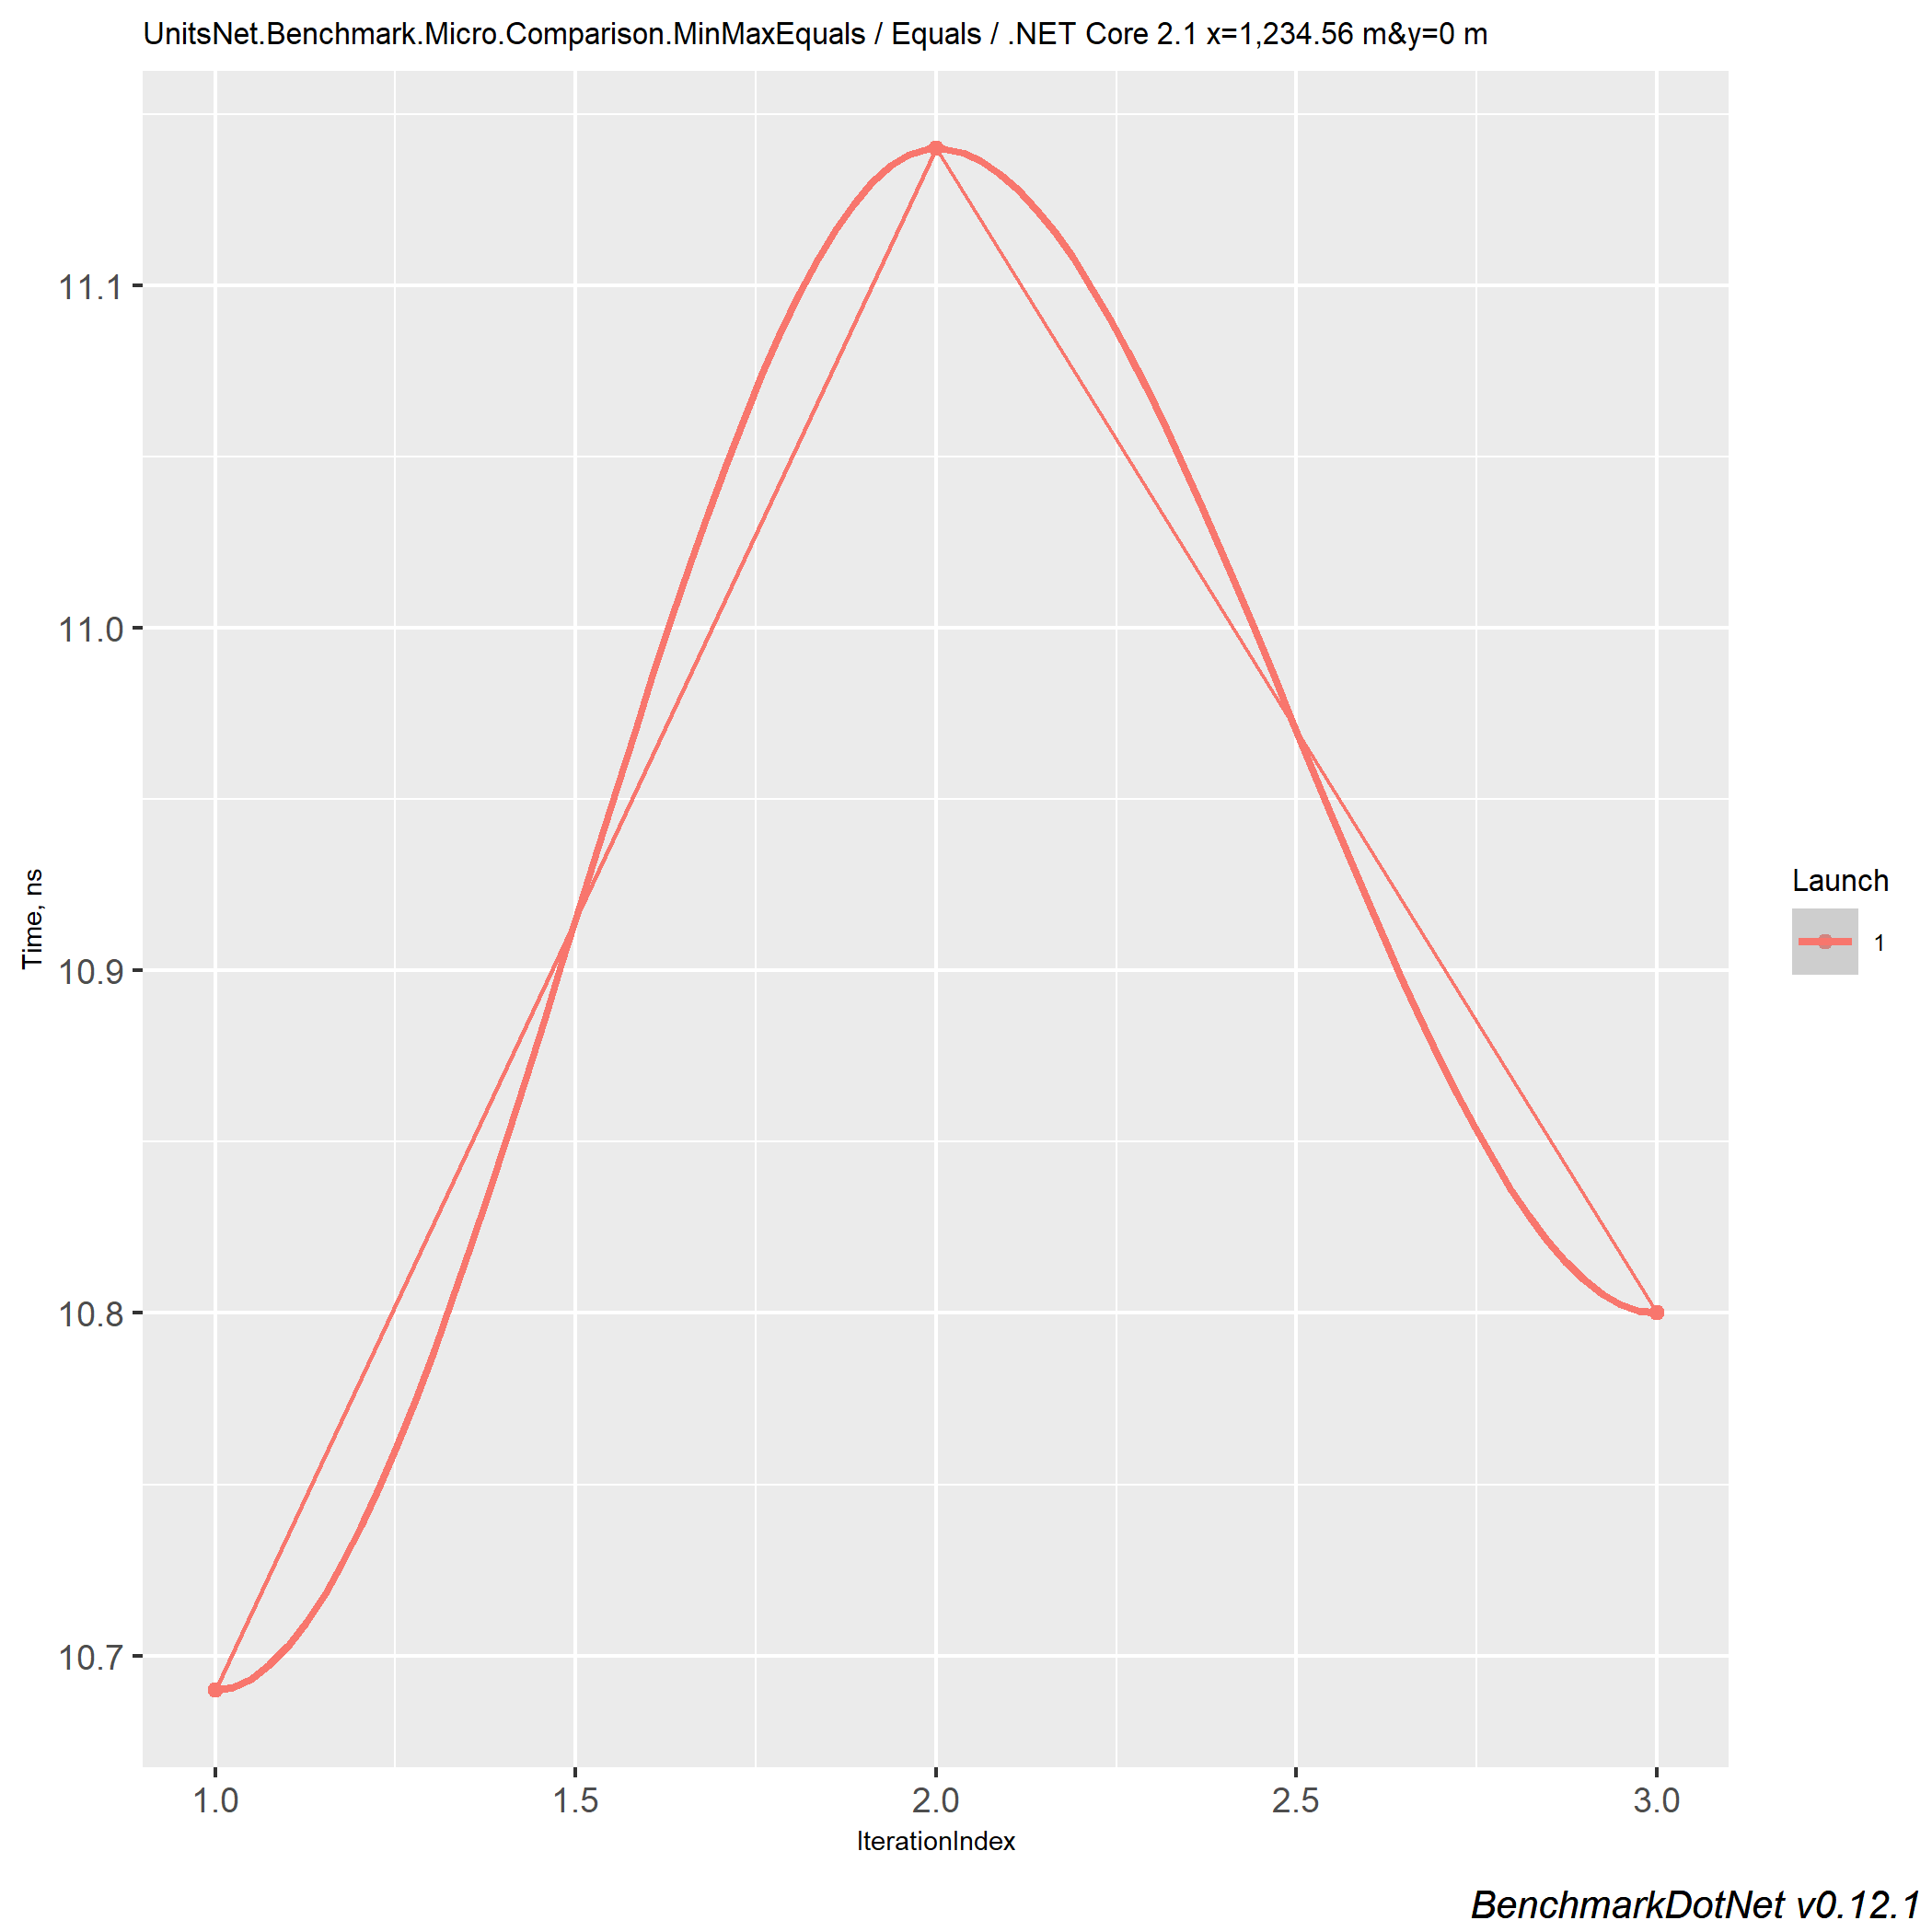 UnitsNet.Benchmark.Micro.Comparison.MinMaxEquals / Equals / .NET Core 2.1 x=1,234.56 m&y=0 m
11.1
11.0
10.9
10.8
10.7
Time, ns
1.0 1.5 2.0 2.5 3.0
IterationIndex
Launch
1
BenchmarkDotNet v0.12.1